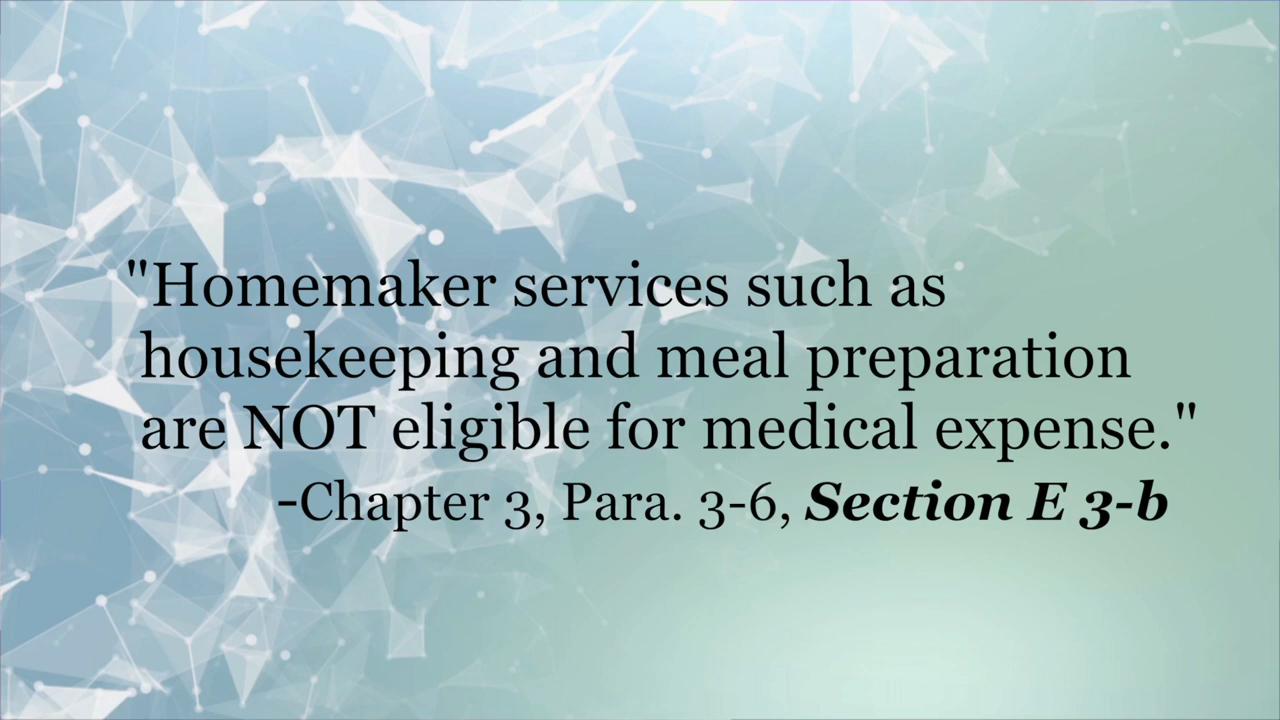 "Homemaker services such as
housekeeping and meal preparation
are NOT eligible for medical expense."
-Chapter 3, Para. 3-6, Section E 3-b